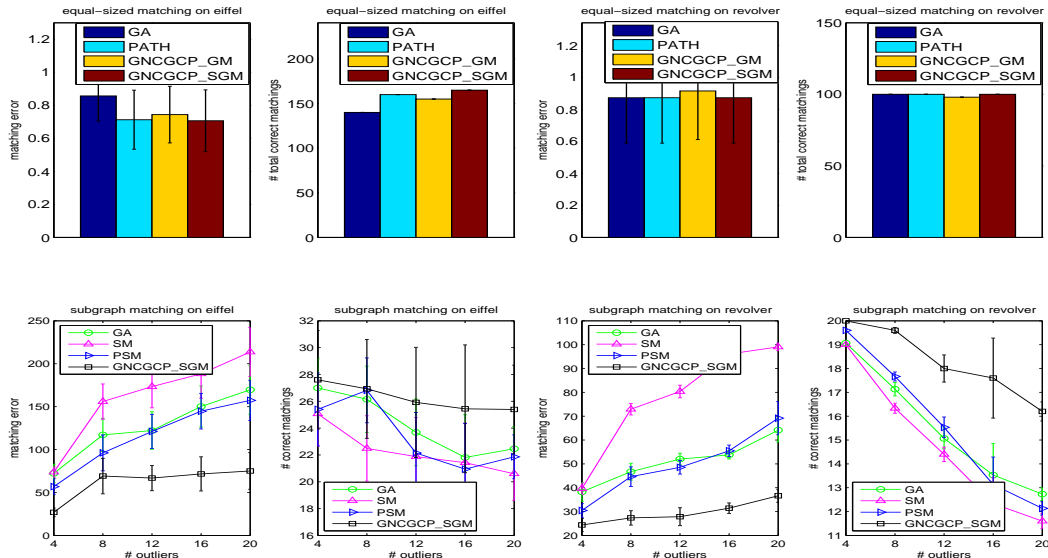 equal−sized matching on eiffel
matching error
1.2
1
0.8
0.6
0.4
0.2
0
GA
PATH
GNCGCP_GM
GNCGCP_SGM
equal−sized matching on eiffel
# total correct matchings
200
150
100
50
0
GA
PATH
GNCGCP_GM
GNCGCP_SGM
equal−sized matching on revolver
matching error
1.2
1
0.8
0.6
0.4
0.2
0
GA
PATH
GNCGCP_GM
GNCGCP_SGM
equal−sized matching on revolver
# total correct matchings
150
100
50
0
GA
PATH
GNCGCP_GM
GNCGCP_SGM
subgraph matching on eiffel
matching error
250
200
150
100
50
0
GA
SM
PSM
GNCGCP_SGM
4 8 12 16 20
# outliers
subgraph matching on eiffel
# correct matchings
32
30
28
26
24
22
20
18
16
GA
SM
PSM
GNCGCP_SGM
4 8 12 16 20
# outliers
subgraph matching on revolver
matching error
110
100
90
80
70
60
50
40
30
20
GA
SM
PSM
GNCGCP_SGM
4 8 12 16 20
# outliers
subgraph matching on revolver
# correct matchings
20
19
18
17
16
15
14
13
12
11
GA
SM
PSM
GNCGCP_SGM
4 8 12 16 20
# outliers